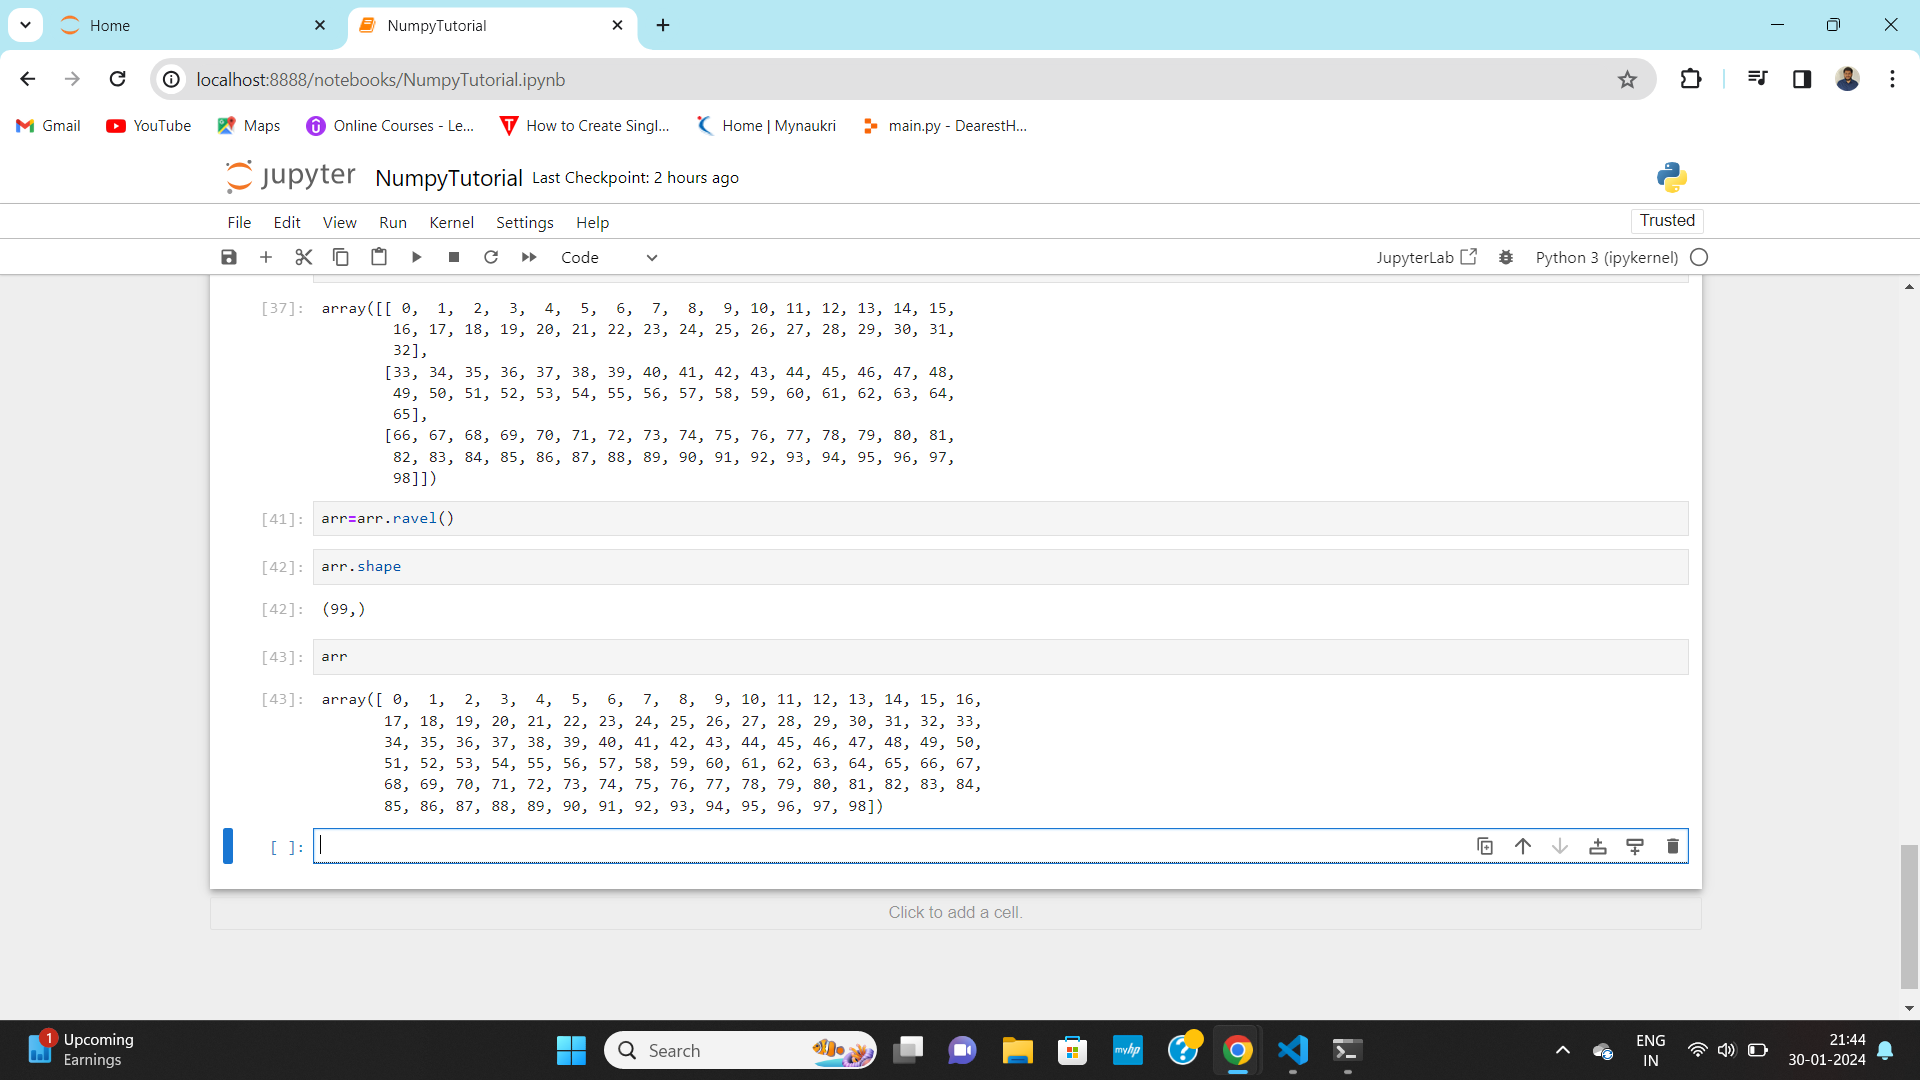 Home
NumpyTutorial
localhost:8888/notebooks/NumpyTutorial.ipynb
Gmail
YouTube
Maps
Online Courses - Le...
How to Create Singl...
Home | Mynaukri
main.py - DearestH...
jupyter NumpyTutorial Last Checkpoint: 2 hours ago
File Edit View Run Kernel Settings Help
Trusted
Code
JupyterLab
Python 3 (ipykernel)
[37]: array([[ 0,  1,  2,  3,  4,  5,  6,  7,  8,  9, 10, 11, 12, 13, 14, 15,
16, 17, 18, 19, 20, 21, 22, 23, 24, 25, 26, 27, 28, 29, 30, 31,
32],
[33, 34, 35, 36, 37, 38, 39, 40, 41, 42, 43, 44, 45, 46, 47, 48,
49, 50, 51, 52, 53, 54, 55, 56, 57, 58, 59, 60, 61, 62, 63, 64,
65],
[66, 67, 68, 69, 70, 71, 72, 73, 74, 75, 76, 77, 78, 79, 80, 81,
82, 83, 84, 85, 86, 87, 88, 89, 90, 91, 92, 93, 94, 95, 96, 97,
98]])
[41]: arr=arr.ravel()
[42]: arr.shape
[42]: (99,)
[43]: arr
[43]: array([ 0,  1,  2,  3,  4,  5,  6,  7,  8,  9, 10, 11, 12, 13, 14, 15, 16,
17, 18, 19, 20, 21, 22, 23, 24, 25, 26, 27, 28, 29, 30, 31, 32, 33,
34, 35, 36, 37, 38, 39, 40, 41, 42, 43, 44, 45, 46, 47, 48, 49, 50,
51, 52, 53, 54, 55, 56, 57, 58, 59, 60, 61, 62, 63, 64, 65, 66, 67,
68, 69, 70, 71, 72, 73, 74, 75, 76, 77, 78, 79, 80, 81, 82, 83, 84,
85, 86, 87, 88, 89, 90, 91, 92, 93, 94, 95, 96, 97, 98])
[ ]:
Click to add a cell.
1
Upcoming
Earnings
Search
myhp
ENG
IN
21:44
30-01-2024